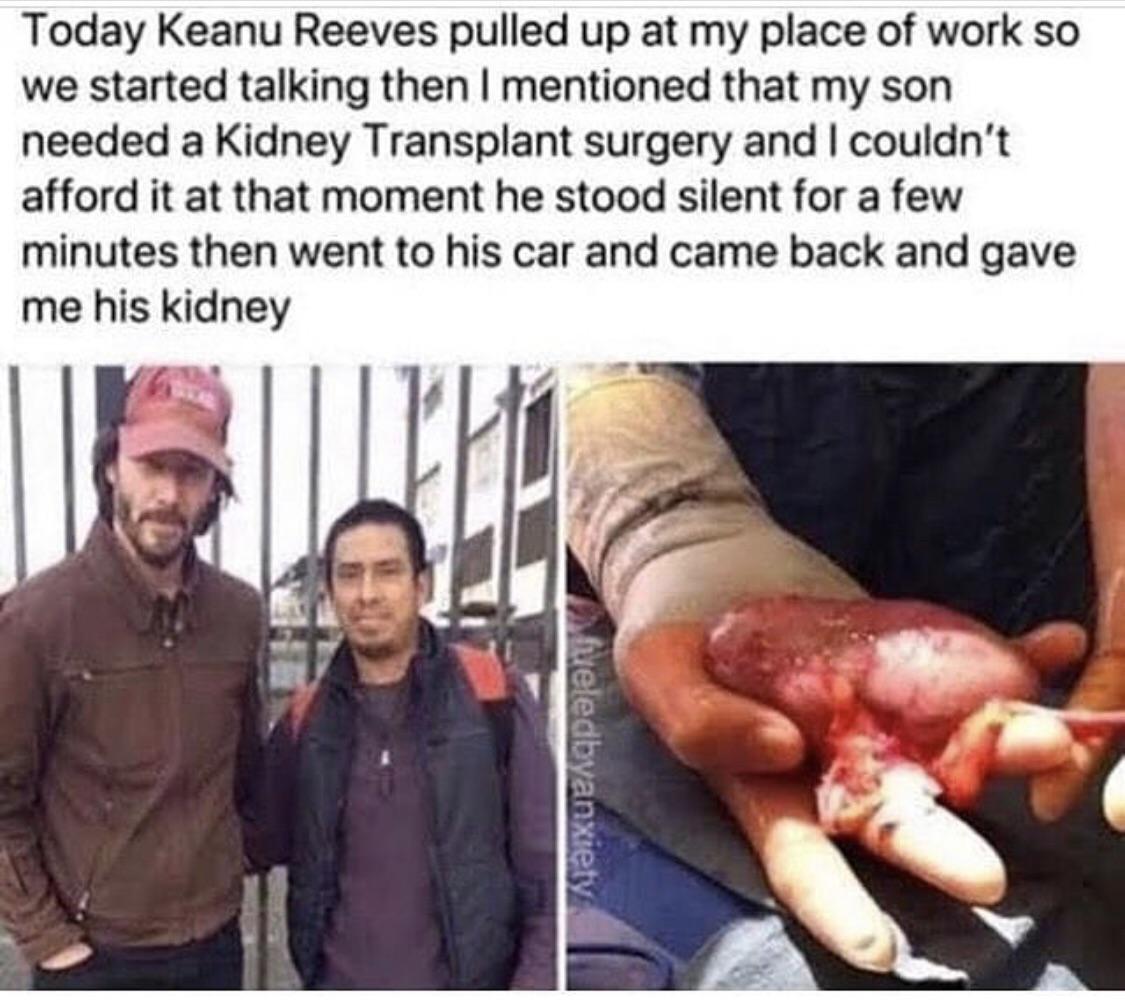 Today Keanu Reeves pulled up at my place of work so
we started talking then I mentioned that my son
needed a Kidney Transplant surgery and I couldn't
afford it at that moment he stood silent for a few
minutes then went to his car and came back and gave
me his kidney
fueledbyanxiety